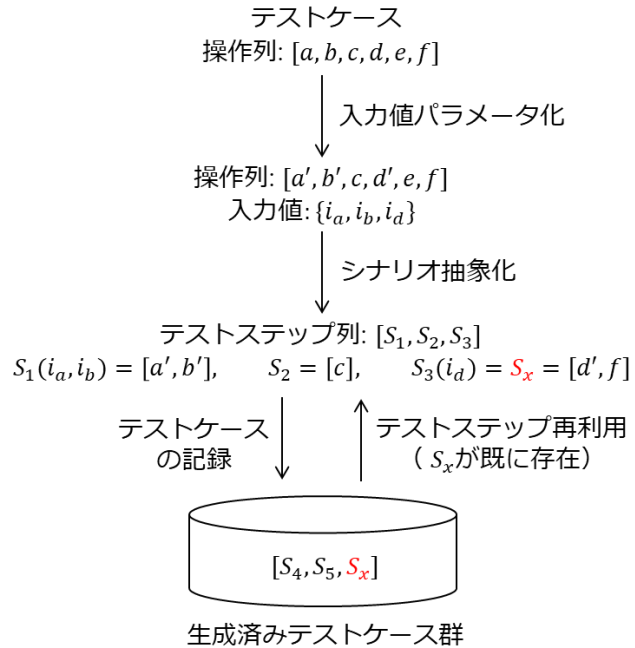 テストケース
操作列: [a, b, c, d, e, f]
入力値パラメータ化
操作列: [a′, b′, c, d′, e, f]
入力値: {i_a, i_b, i_d}
シナリオ抽象化
テストステップ列: [S_1, S_2, S_3]
S_1(i_a, i_b) = [a′, b′], S_2 = [c], S_3(i_d) = S_x = [d′, f]
テストケース
の記録
テストステップ再利用
( S_xが既に存在)
[S_4, S_5, S_x]
生成済みテストケース群